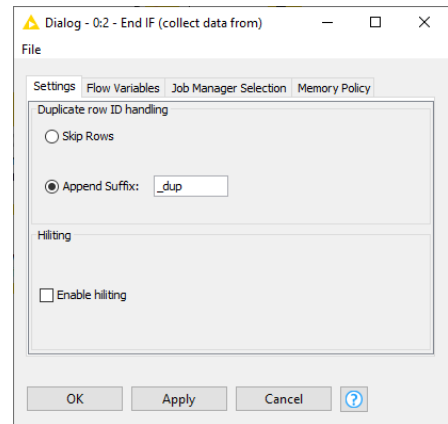 Dialog - 0:2 - End IF (collect data from)
File
Settings Flow Variables Job Manager Selection Memory Policy
Duplicate row ID handling
Skip Rows
Append Suffix: _dup
Hiliting
Enable hiliting
OK Apply Cancel ?